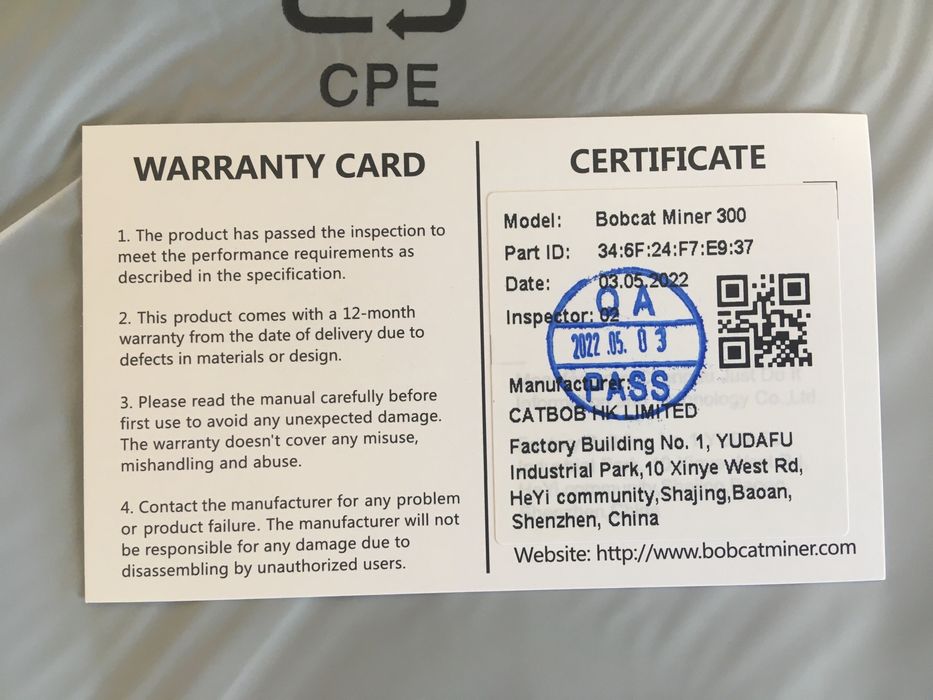 CPE
WARRANTY CARD
1. The product has passed the inspection to
meet the performance requirements as
described in the specification.
2. This product comes with a 12-month
warranty from the date of delivery due to
defects in materials or design.
3. Please read the manual carefully before
first use to avoid any unexpected damage.
The warranty doesn't cover any misuse,
mishandling and abuse.
4. Contact the manufacturer for any problem
or product failure. The manufacturer will not
be responsible for any damage due to
disassembling by unauthorized users.
CERTIFICATE
Model: Bobcat Miner 300
Part ID: 34:6F:24:F7:E9:37
Date: 03.05.2022
Inspector: 02
QA
2022.05.03
PASS
Manufacturer:
CATBOB HK LIMITED
Factory Building No. 1, YUDAFU
Industrial Park,10 Xinye West Rd,
HeYi community,Shajing,Baoan,
Shenzhen, China
Website: http://www.bobcatminer.com